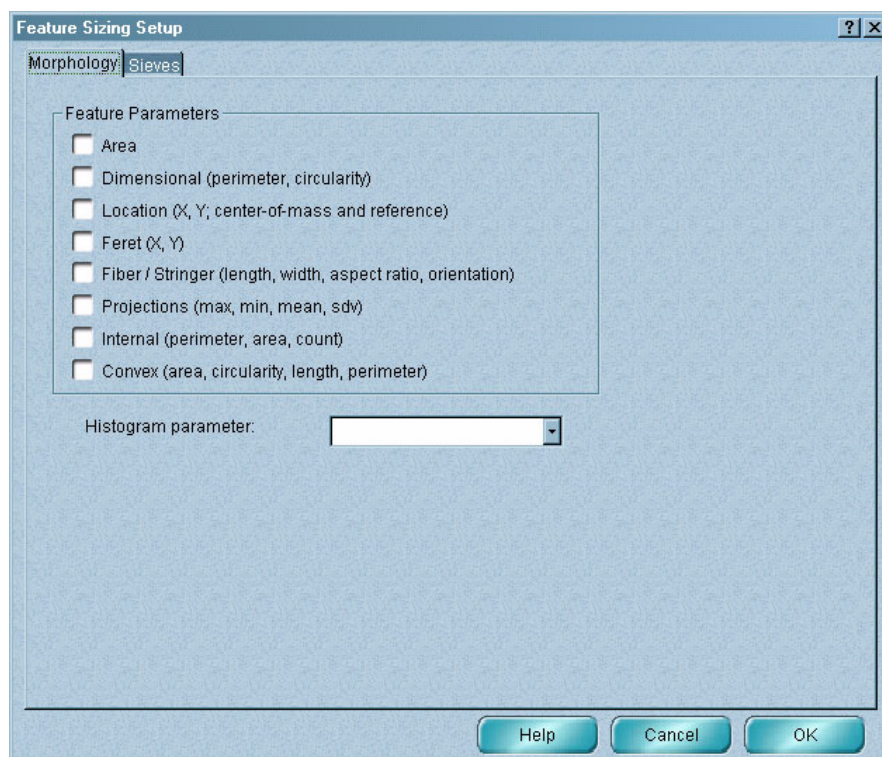 Feature Sizing Setup
Morphology Sieves
Feature Parameters
Area
Dimensional (perimeter, circularity)
Location (X, Y; center-of-mass and reference)
Feret (X, Y)
Fiber / Stringer (length, width, aspect ratio, orientation)
Projections (max, min, mean, sdv)
Internal (perimeter, area, count)
Convex (area, circularity, length, perimeter)
Histogram parameter:
Help Cancel OK